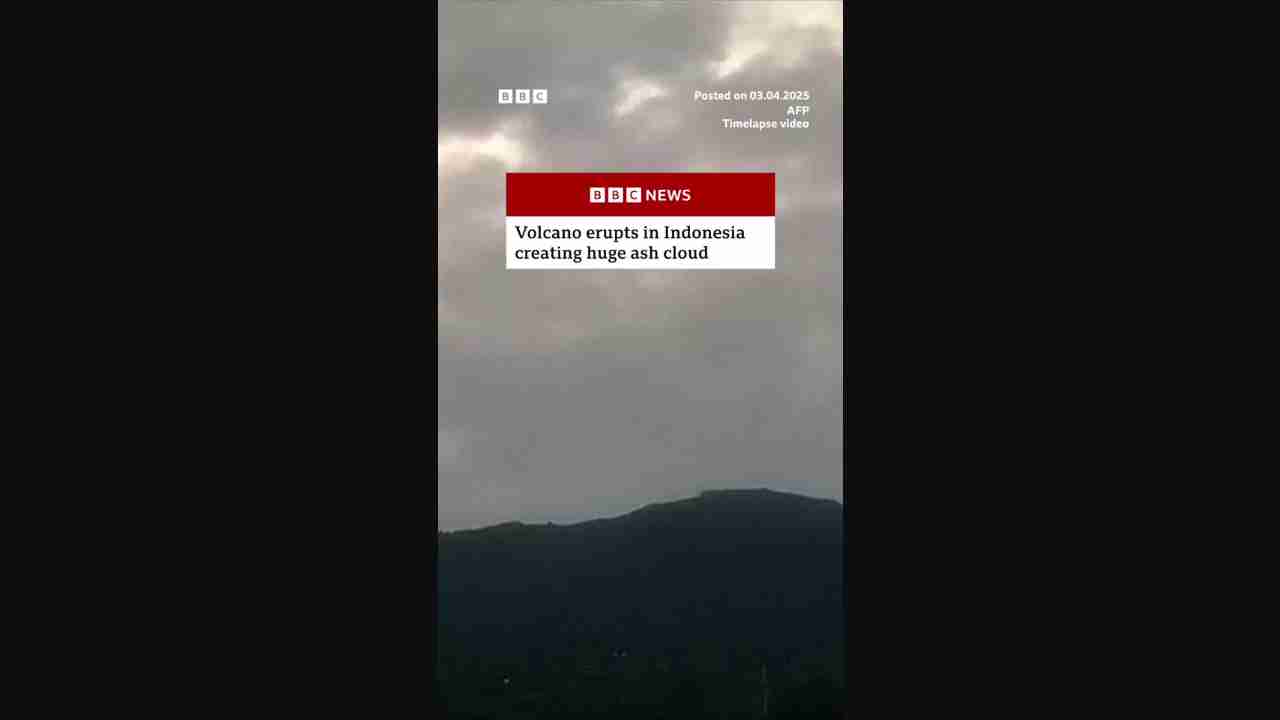 BBC
Posted on 03.04.2025
AFP
Timelapse video
BBC NEWS
Volcano erupts in Indonesia
creating huge ash cloud